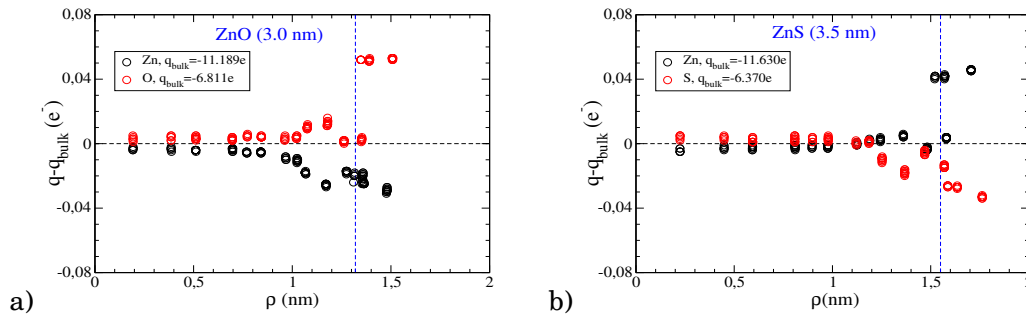 ZnO (3.0 nm)
Zn, q_bulk=-11.189e
O, q_bulk=-6.811e
0,08
0,04
0
-0,04
-0,08
q-q_bulk (e⁻)
0
0,5
1
1,5
2
ρ (nm)
a)
ZnS (3.5 nm)
Zn, q_bulk=-11.630e
S, q_bulk=-6.370e
0,08
0,04
0
-0,04
-0,08
q-q_bulk (e⁻)
0
0,5
1
1,5
ρ(nm)
b)